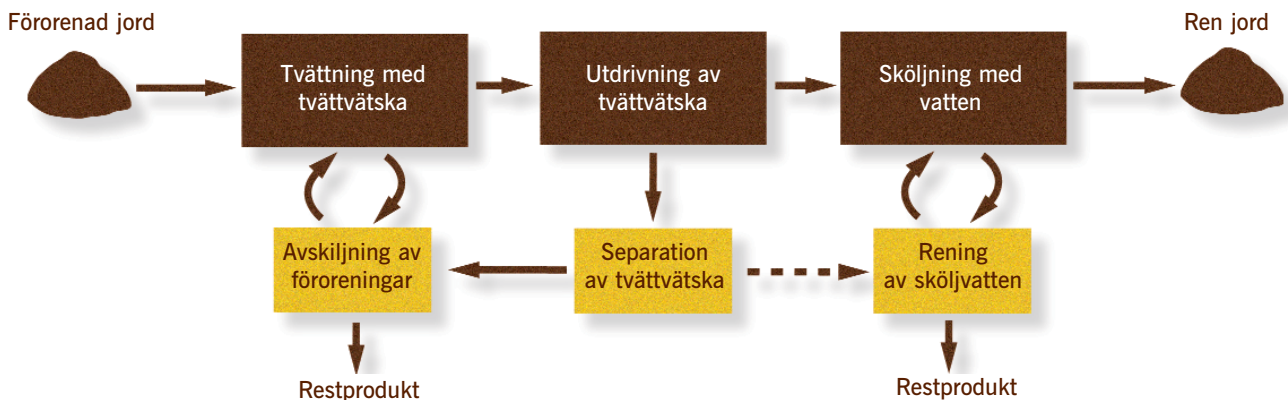 Förorenad jord
Ren jord
Tvättning med
tvättvätska
Utdrivning av
tvättvätska
Sköljning med
vatten
Avskiljning av
föroreningar
Separation
av tvättvätska
Rening
av sköljvatten
Restprodukt
Restprodukt